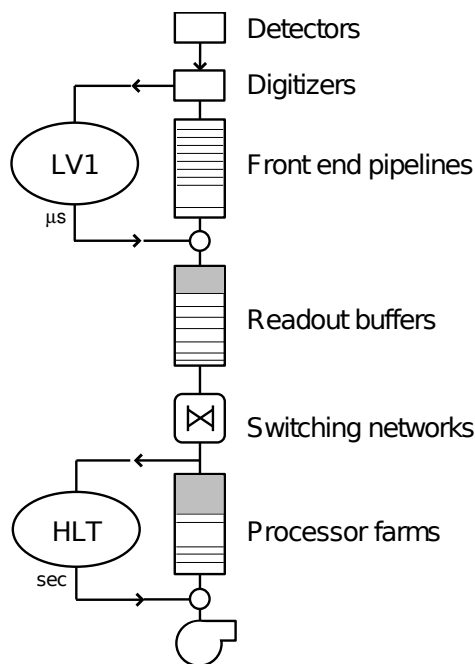 Detectors
Digitizers
LV1
Front end pipelines
μs
Readout buffers
Switching networks
HLT
Processor farms
sec